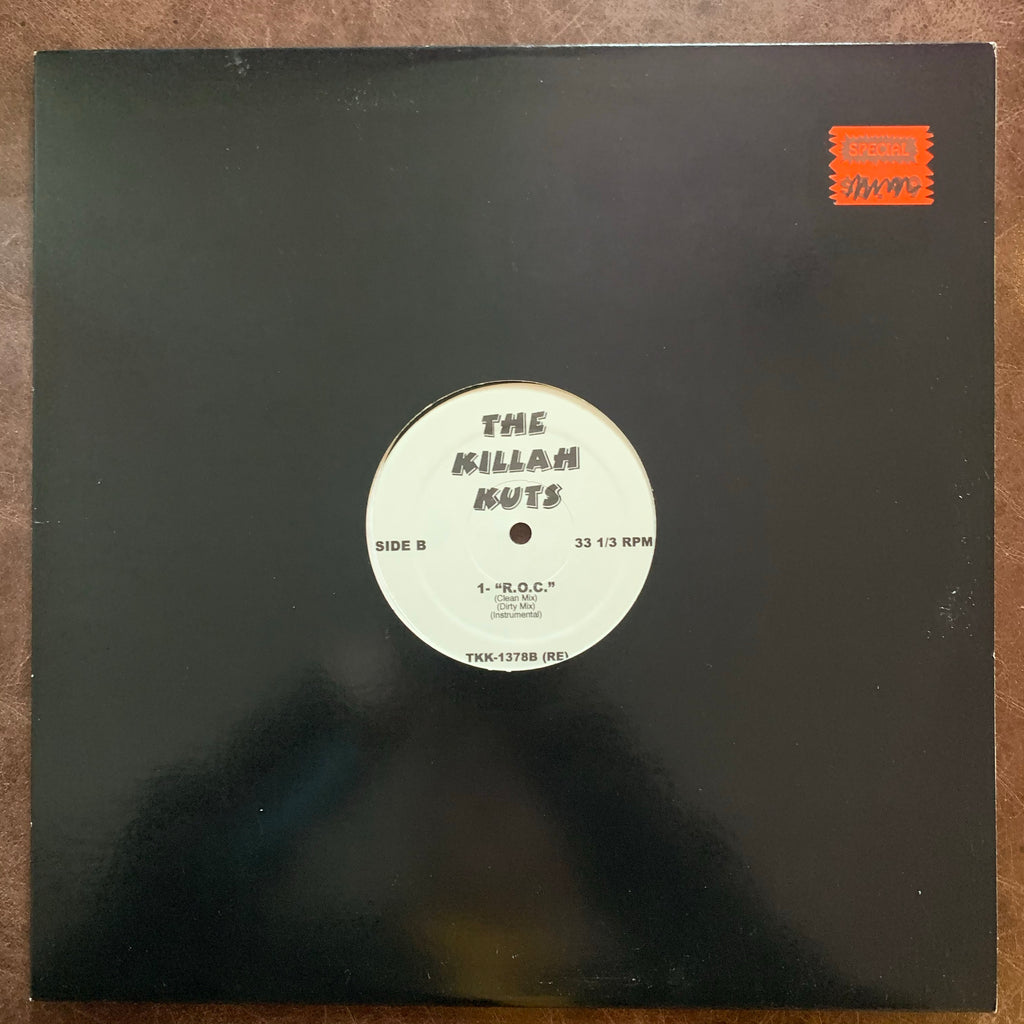 SPECIAL
THE
KILLAH
KUTS
SIDE B
33 1/3 RPM
1- “R.O.C.”
(Clean Mix)
(Dirty Mix)
(Instrumental)
TKK-1378B (RE)